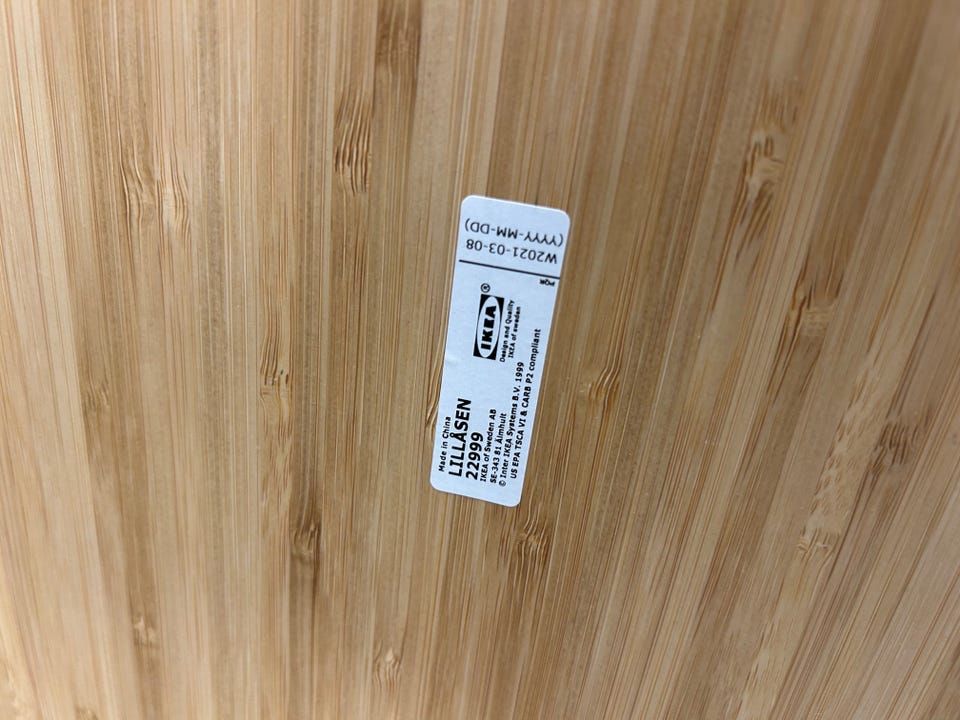 Made in China
LILLÅSEN
22999
IKEA of Sweden AB
SE-343 81 Älmhult
© Inter IKEA Systems B.V. 1999
US EPA TSCA VI & CARB P2 compliant
IKEA®
Design and Quality
IKEA of Sweden
PQR
W2021-03-08
(YYYY-MM-DD)